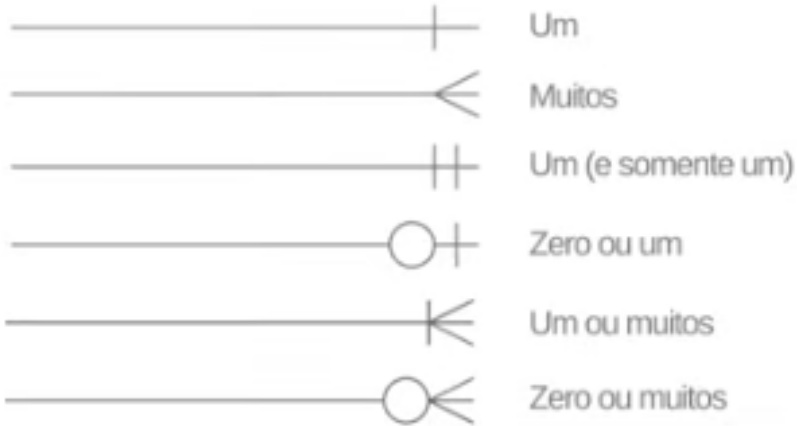 Um
Muitos
Um (e somente um)
Zero ou um
Um ou muitos
Zero ou muitos